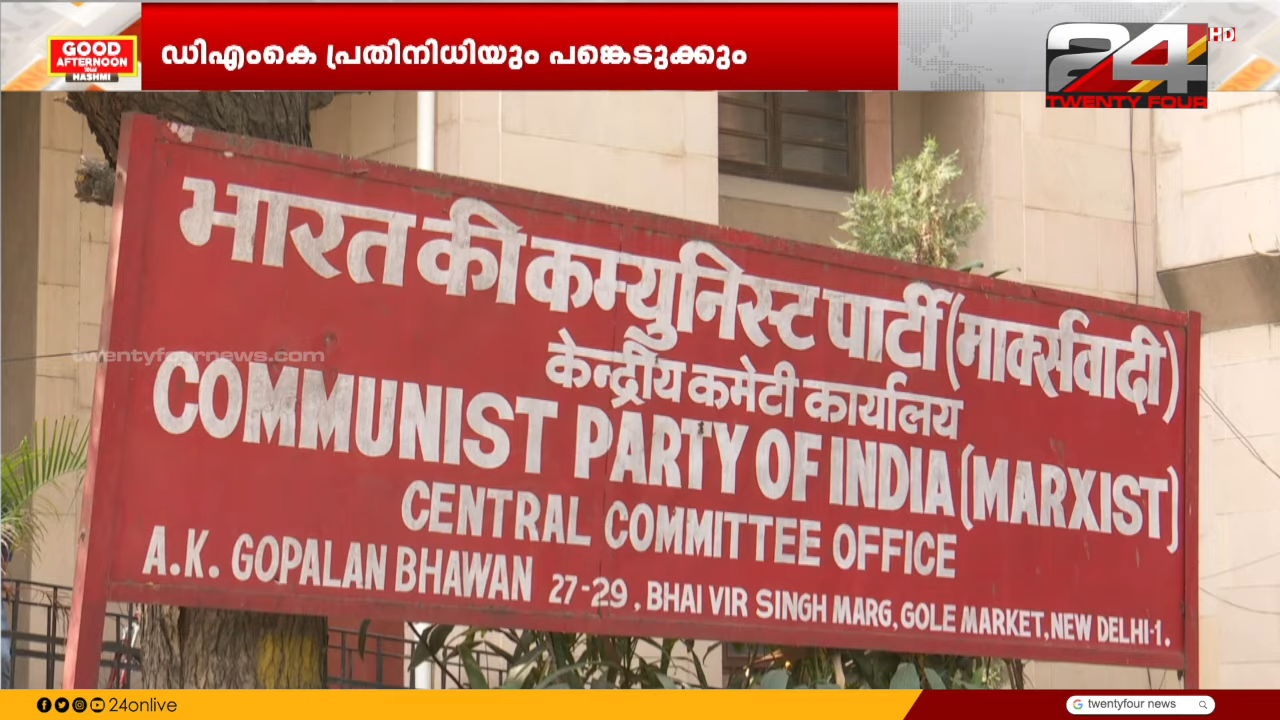 GOOD
AFTERNOON
HASHMI
ഡിഎംകെ പ്രതിനിധിയും പങ്കെടുക്കും
24
HD
TWENTY FOUR
भारत की कम्युनिस्ट पार्टी (मार्क्सवादी)
केन्द्रीय कमेटी कार्यालय
twentyfournews.com
COMMUNIST PARTY OF INDIA (MARXIST)
CENTRAL COMMITTEE OFFICE
A.K. GOPALAN BHAWAN 27-29, BHAI VIR SINGH MARG, GOLE MARKET, NEW DELHI-1.
24onlive
twentyfour news